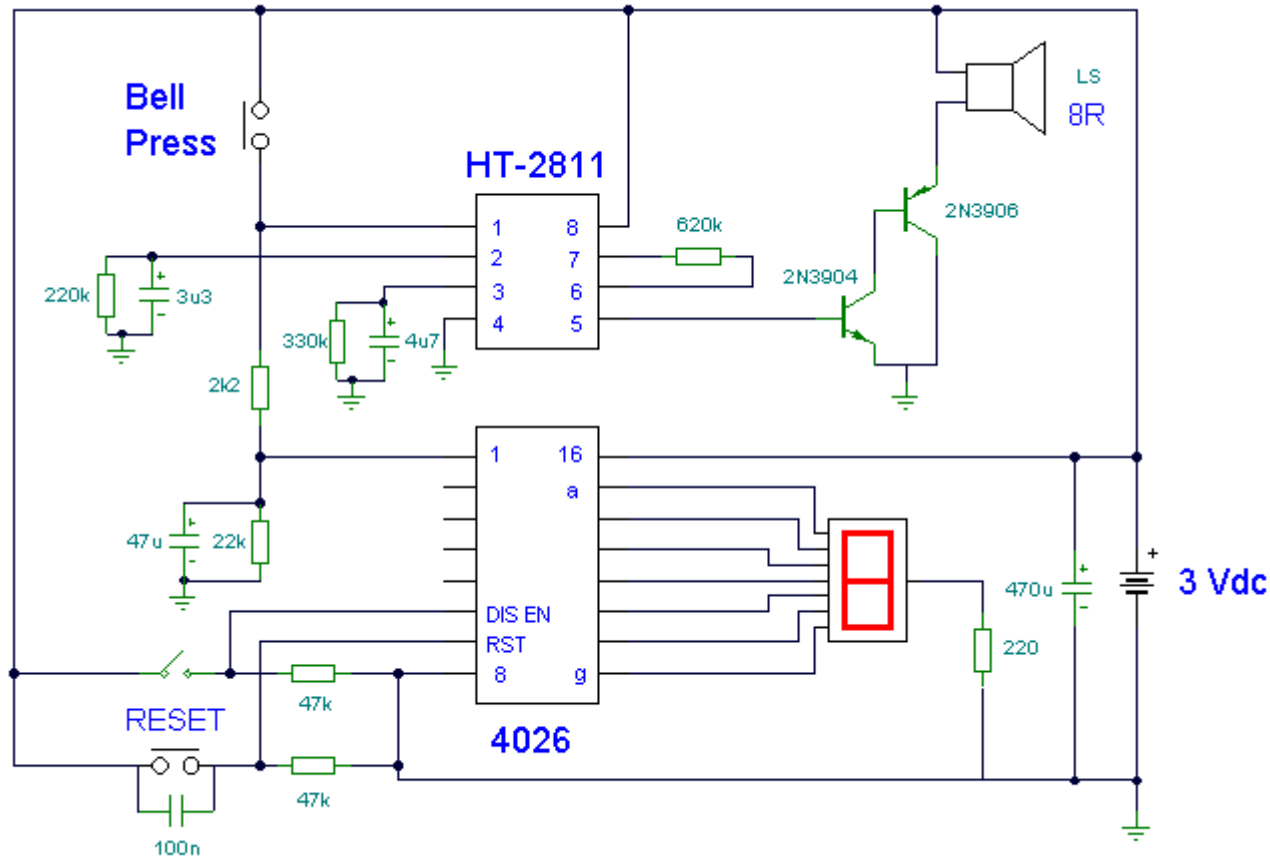 Bell
Press
HT-2811
LS
8R
2N3906
1
8
620k
2
7
2N3904
220k
3u3
3
6
4
5
330k
4u7
2k2
1
16
a
47u
22k
DIS EN
RST
8
g
+
3 Vdc
470u
220
47k
RESET
4026
47k
100n
+
-
+
-
+
-
+
-